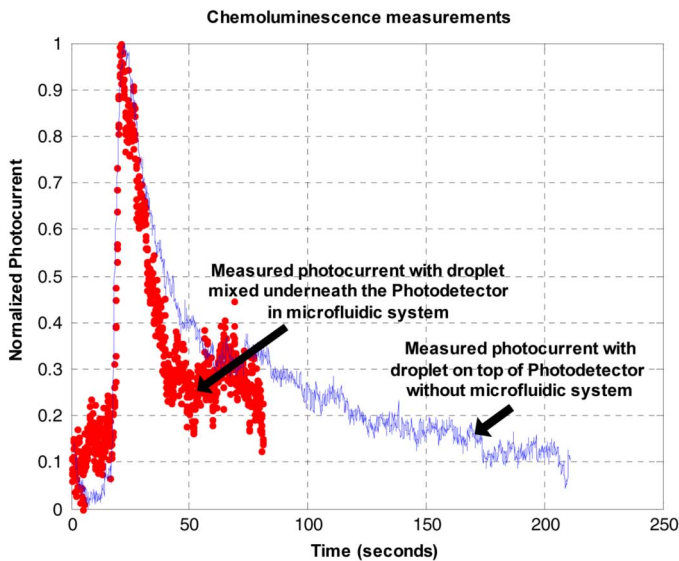 Chemoluminescence measurements
1
0.9
0.8
0.7
0.6
0.5
0.4
0.3
0.2
0.1
0
Normalized Photocurrent
Measured photocurrent with droplet
mixed underneath the Photodetector
in microfluidic system
Measured photocurrent with
droplet on top of Photodetector
without microfluidic system
0 50 100 150 200 250
Time (seconds)